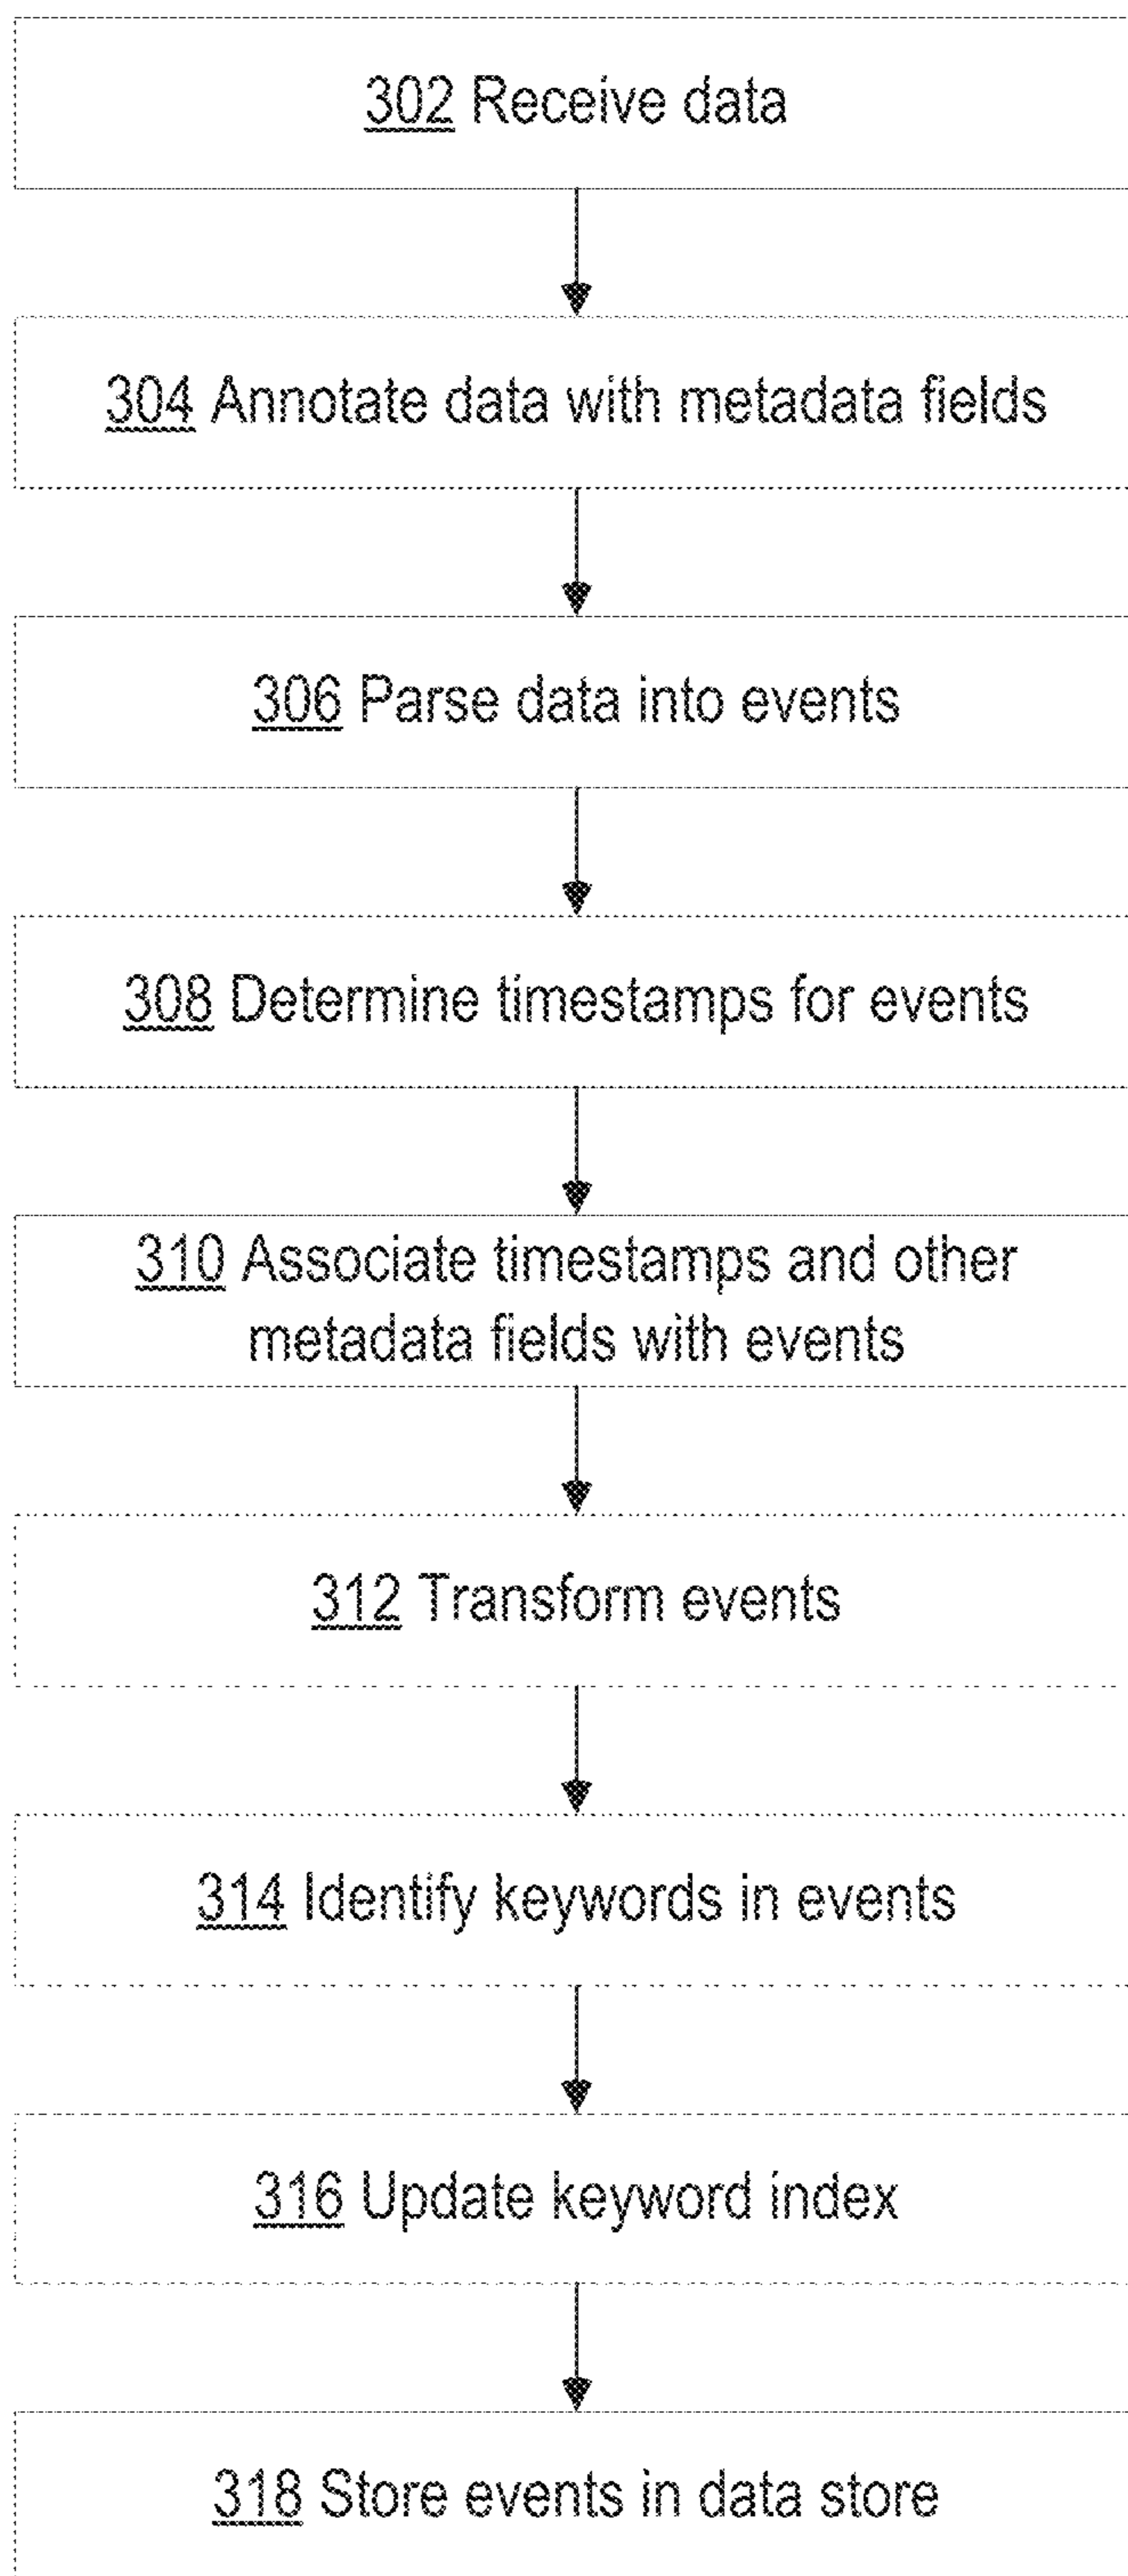 302 Receive data
304 Annotate data with metadata fields
306 Parse data into events
308 Determine timestamps for events
310 Associate timestamps and other
metadata fields with events
312 Transform events
314 Identify keywords in events
316 Update keyword index
318 Store events in data store